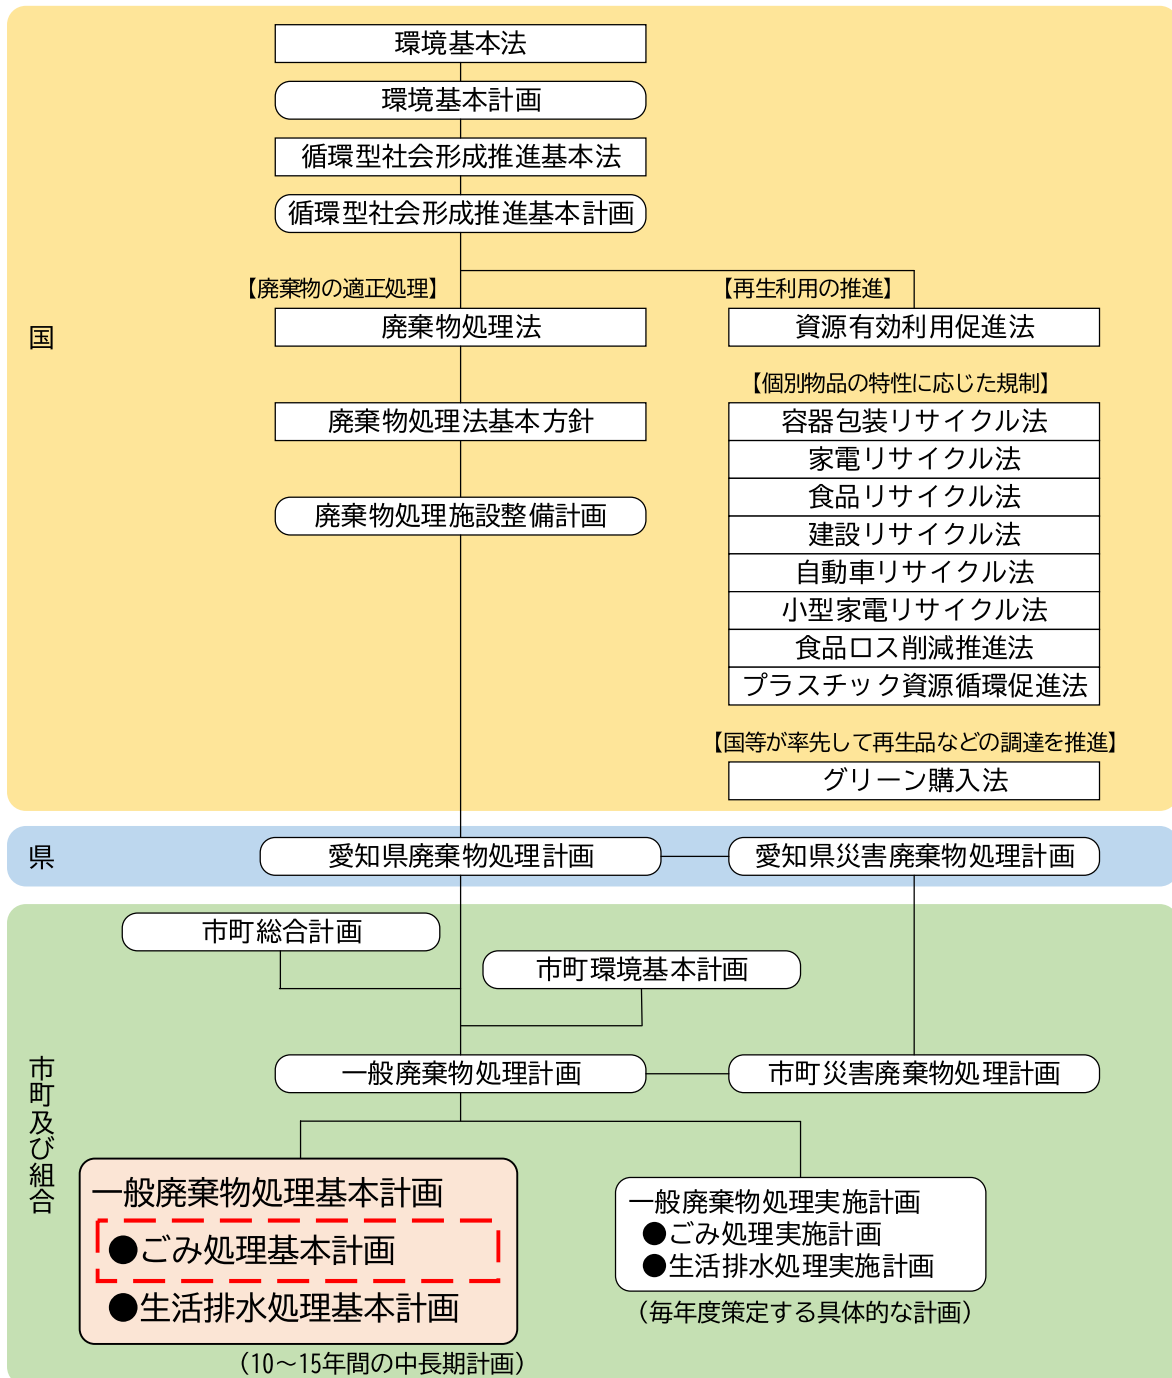 国
環境基本法
環境基本計画
循環型社会形成推進基本法
循環型社会形成推進基本計画
【廃棄物の適正処理】
廃棄物処理法
廃棄物処理法基本方針
廃棄物処理施設整備計画
【再生利用の推進】
資源有効利用促進法
【個別物品の特性に応じた規制】
容器包装リサイクル法
家電リサイクル法
食品リサイクル法
建設リサイクル法
自動車リサイクル法
小型家電リサイクル法
食品ロス削減推進法
プラスチック資源循環促進法
【国等が率先して再生品などの調達を推進】
グリーン購入法
県
愛知県廃棄物処理計画
愛知県災害廃棄物処理計画
市町及び組合
市町総合計画
市町環境基本計画
一般廃棄物処理計画
市町災害廃棄物処理計画
一般廃棄物処理基本計画
●ごみ処理基本計画
●生活排水処理基本計画
（10～15年間の中長期計画）
一般廃棄物処理実施計画
●ごみ処理実施計画
●生活排水処理実施計画
（毎年度策定する具体的な計画）